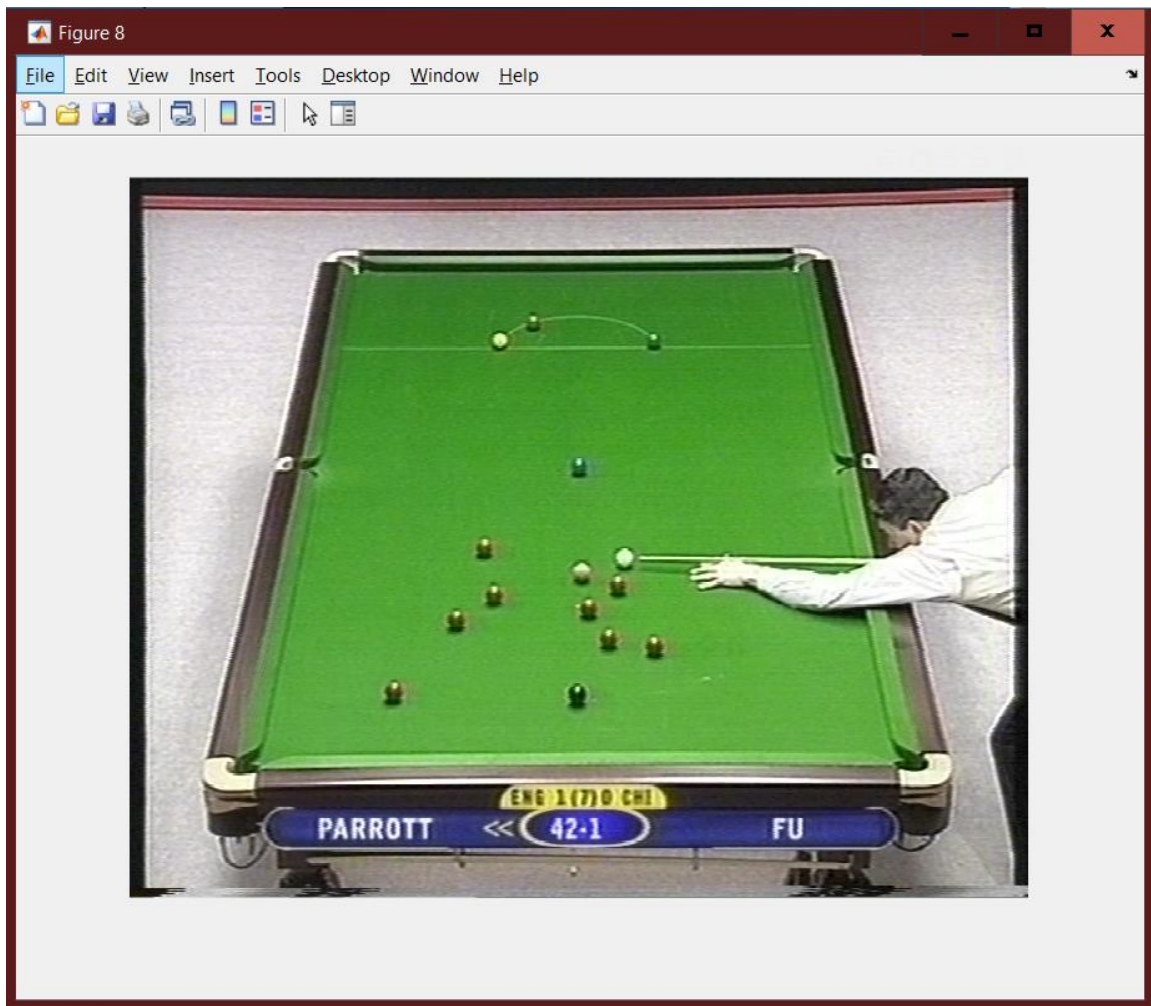 Figure 8
File Edit View Insert Tools Desktop Window Help
ENG 1(7)0 CHI
PARROTT << 42-1 FU